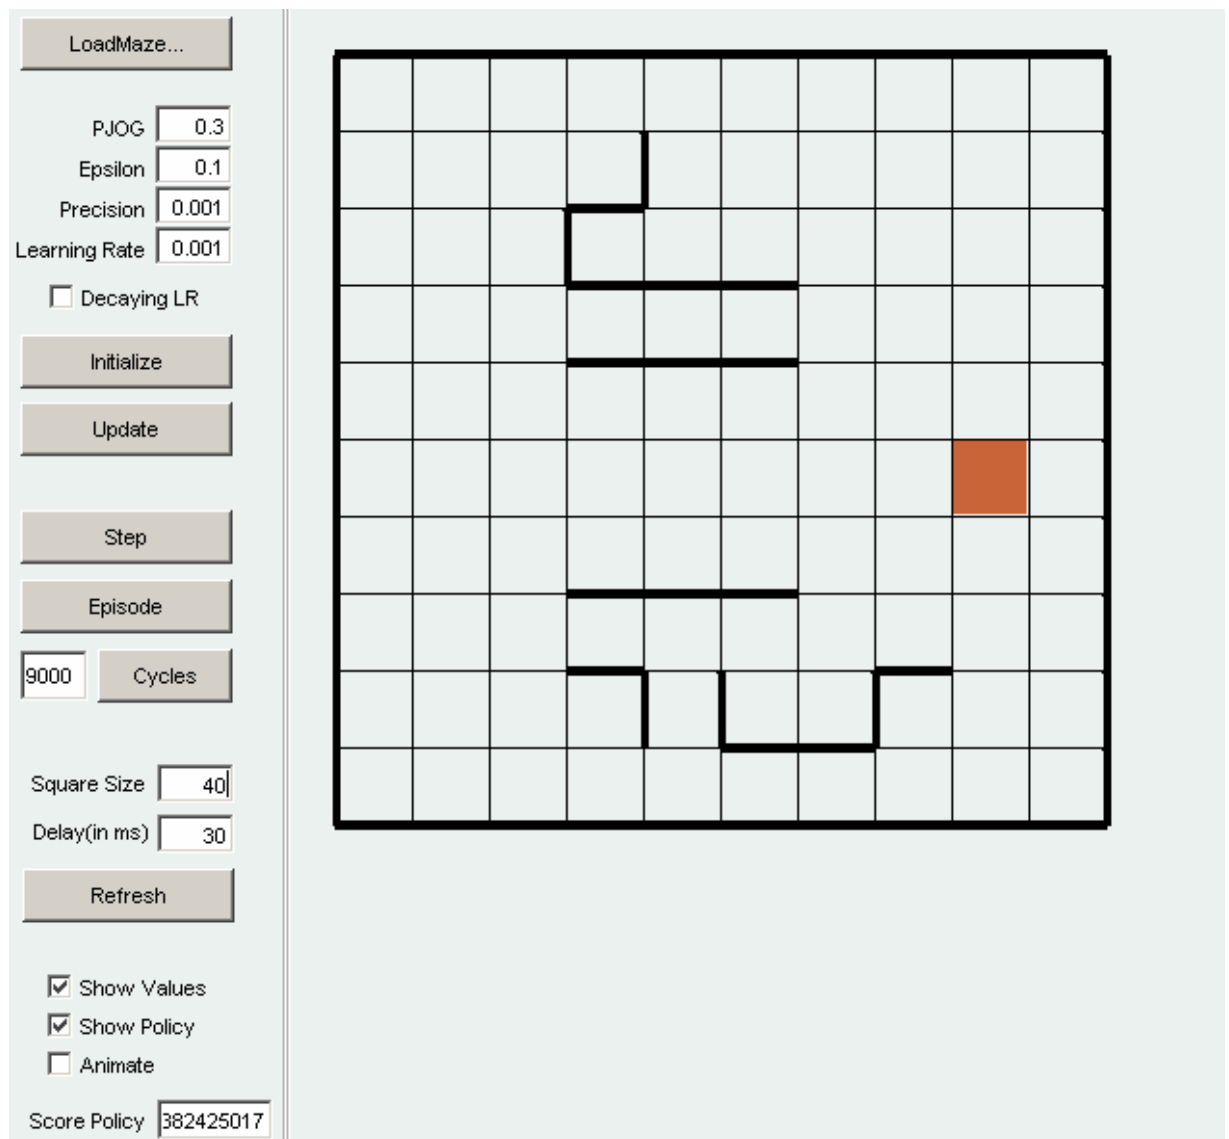 LoadMaze...
PJOG 0.3
Epsilon 0.1
Precision 0.001
Learning Rate 0.001
Decaying LR
Initialize
Update
Step
Episode
9000 Cycles
Square Size 40
Delay(in ms) 30
Refresh
Show Values
Show Policy
Animate
Score Policy 382425017